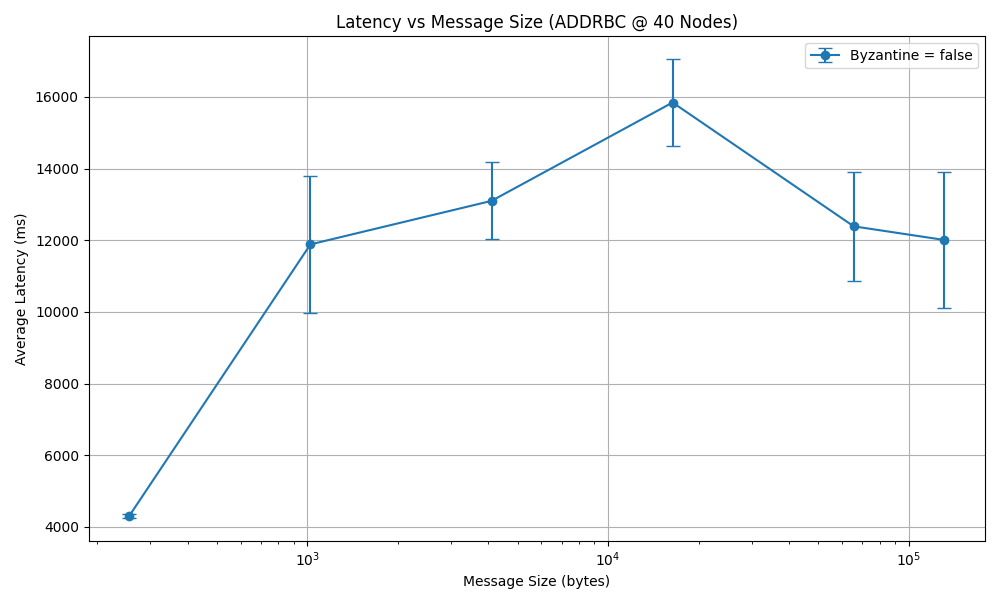 Latency vs Message Size (ADDRBC @ 40 Nodes)
Byzantine = false
Average Latency (ms)
16000
14000
12000
10000
8000
6000
4000
10³
10⁴
10⁵
Message Size (bytes)